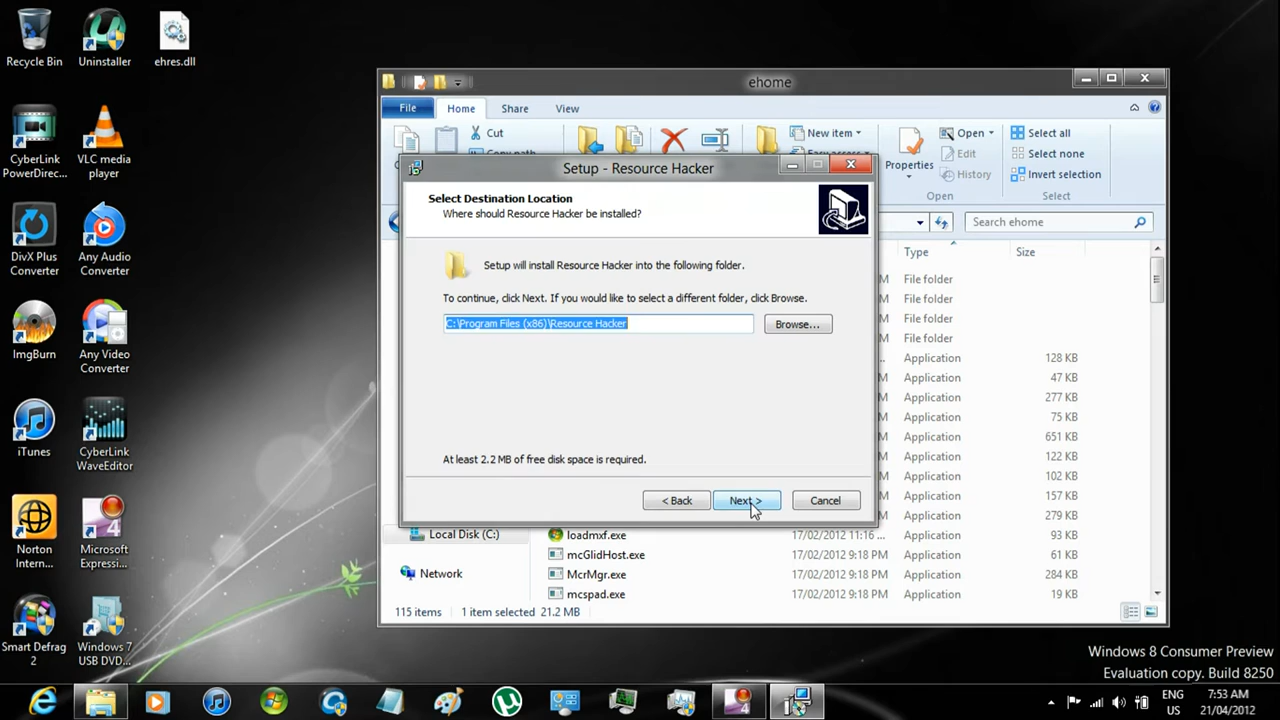 Recycle Bin
Uninstaller
ehres.dll
CyberLink
PowerDirec...
VLC media
player
DivX Plus
Converter
Any Audio
Converter
ImgBurn
Any Video
Converter
iTunes
CyberLink
WaveEditor
Norton
Intern...
Microsoft
Expressi...
Smart Defrag
2
Windows 7
USB DVD...
ehome
File
Home
Share
View
Cut
New item
Open
Select all
Edit
Select none
Properties
History
Invert selection
Open
Select
Search ehome
Type
Size
File folder
File folder
File folder
File folder
Application 128 KB
Application 47 KB
Application 277 KB
Application 75 KB
Application 651 KB
Application 122 KB
Application 102 KB
Application 157 KB
Application 279 KB
Setup - Resource Hacker
Select Destination Location
Where should Resource Hacker be installed?
Setup will install Resource Hacker into the following folder.
To continue, click Next. If you would like to select a different folder, click Browse.
C:\Program Files (x86)\Resource Hacker
Browse...
At least 2.2 MB of free disk space is required.
< Back
Next >
Cancel
Local Disk (C:)
Network
loadmxf.exe 17/02/2012 11:16 ... Application 93 KB
mcGlidHost.exe 17/02/2012 9:18 PM Application 61 KB
McrMgr.exe 17/02/2012 9:18 PM Application 284 KB
mcspad.exe 17/02/2012 9:18 PM Application 19 KB
115 items
1 item selected 21.2 MB
Windows 8 Consumer Preview
Evaluation copy. Build 8250
ENG
US
7:53 AM
21/04/2012